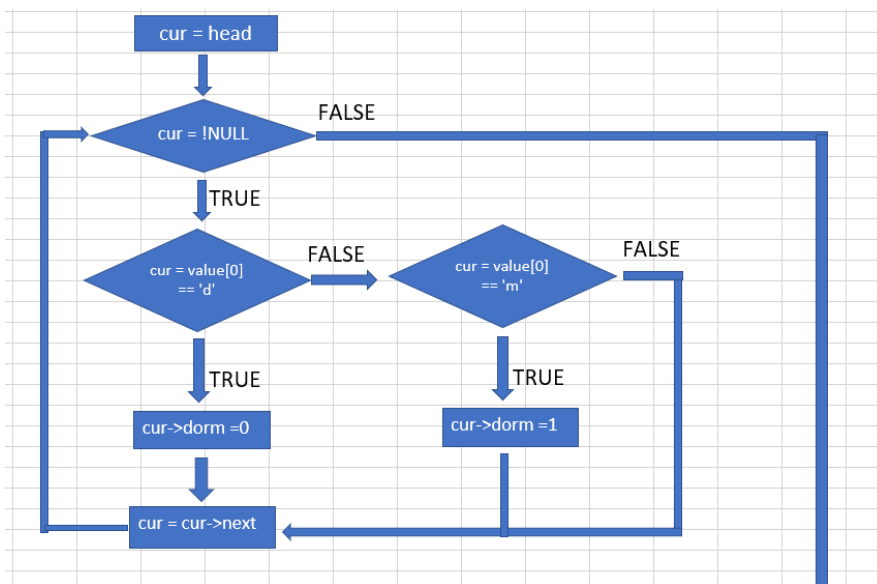 cur = head
FALSE
cur = !NULL
TRUE
FALSE
FALSE
cur = value[0]
== 'd'
cur = value[0]
== 'm'
TRUE
TRUE
cur->dorm =0
cur->dorm =1
cur = cur->next